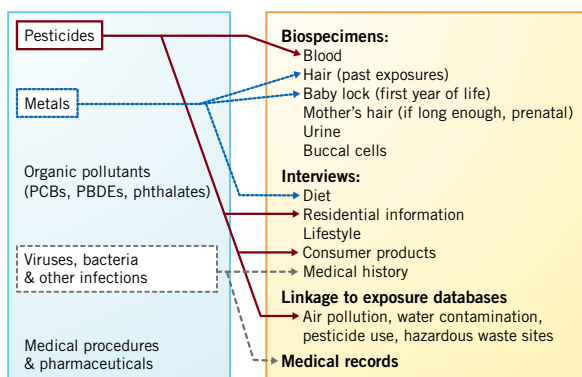 Pesticides
Metals
Organic pollutants
(PCBs, PBDEs, phthalates)
Viruses, bacteria
& other infections
Medical procedures
& pharmaceuticals
Biospecimens:
Blood
Hair (past exposures)
Baby lock (first year of life)
Mother's hair (if long enough, prenatal)
Urine
Buccal cells
Interviews:
Diet
Residential information
Lifestyle
Consumer products
Medical history
Linkage to exposure databases
Air pollution, water contamination,
pesticide use, hazardous waste sites
Medical records